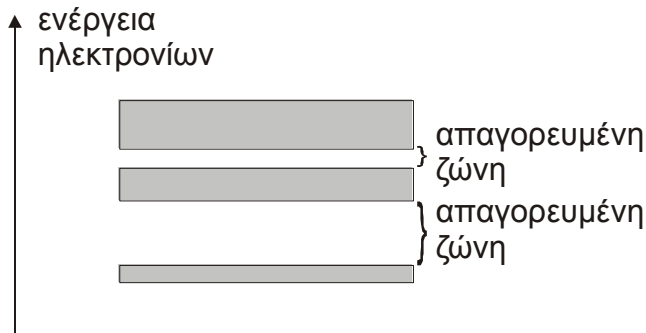 ενέργεια
ηλεκτρονίων
απαγορευμένη
ζώνη
απαγορευμένη
ζώνη